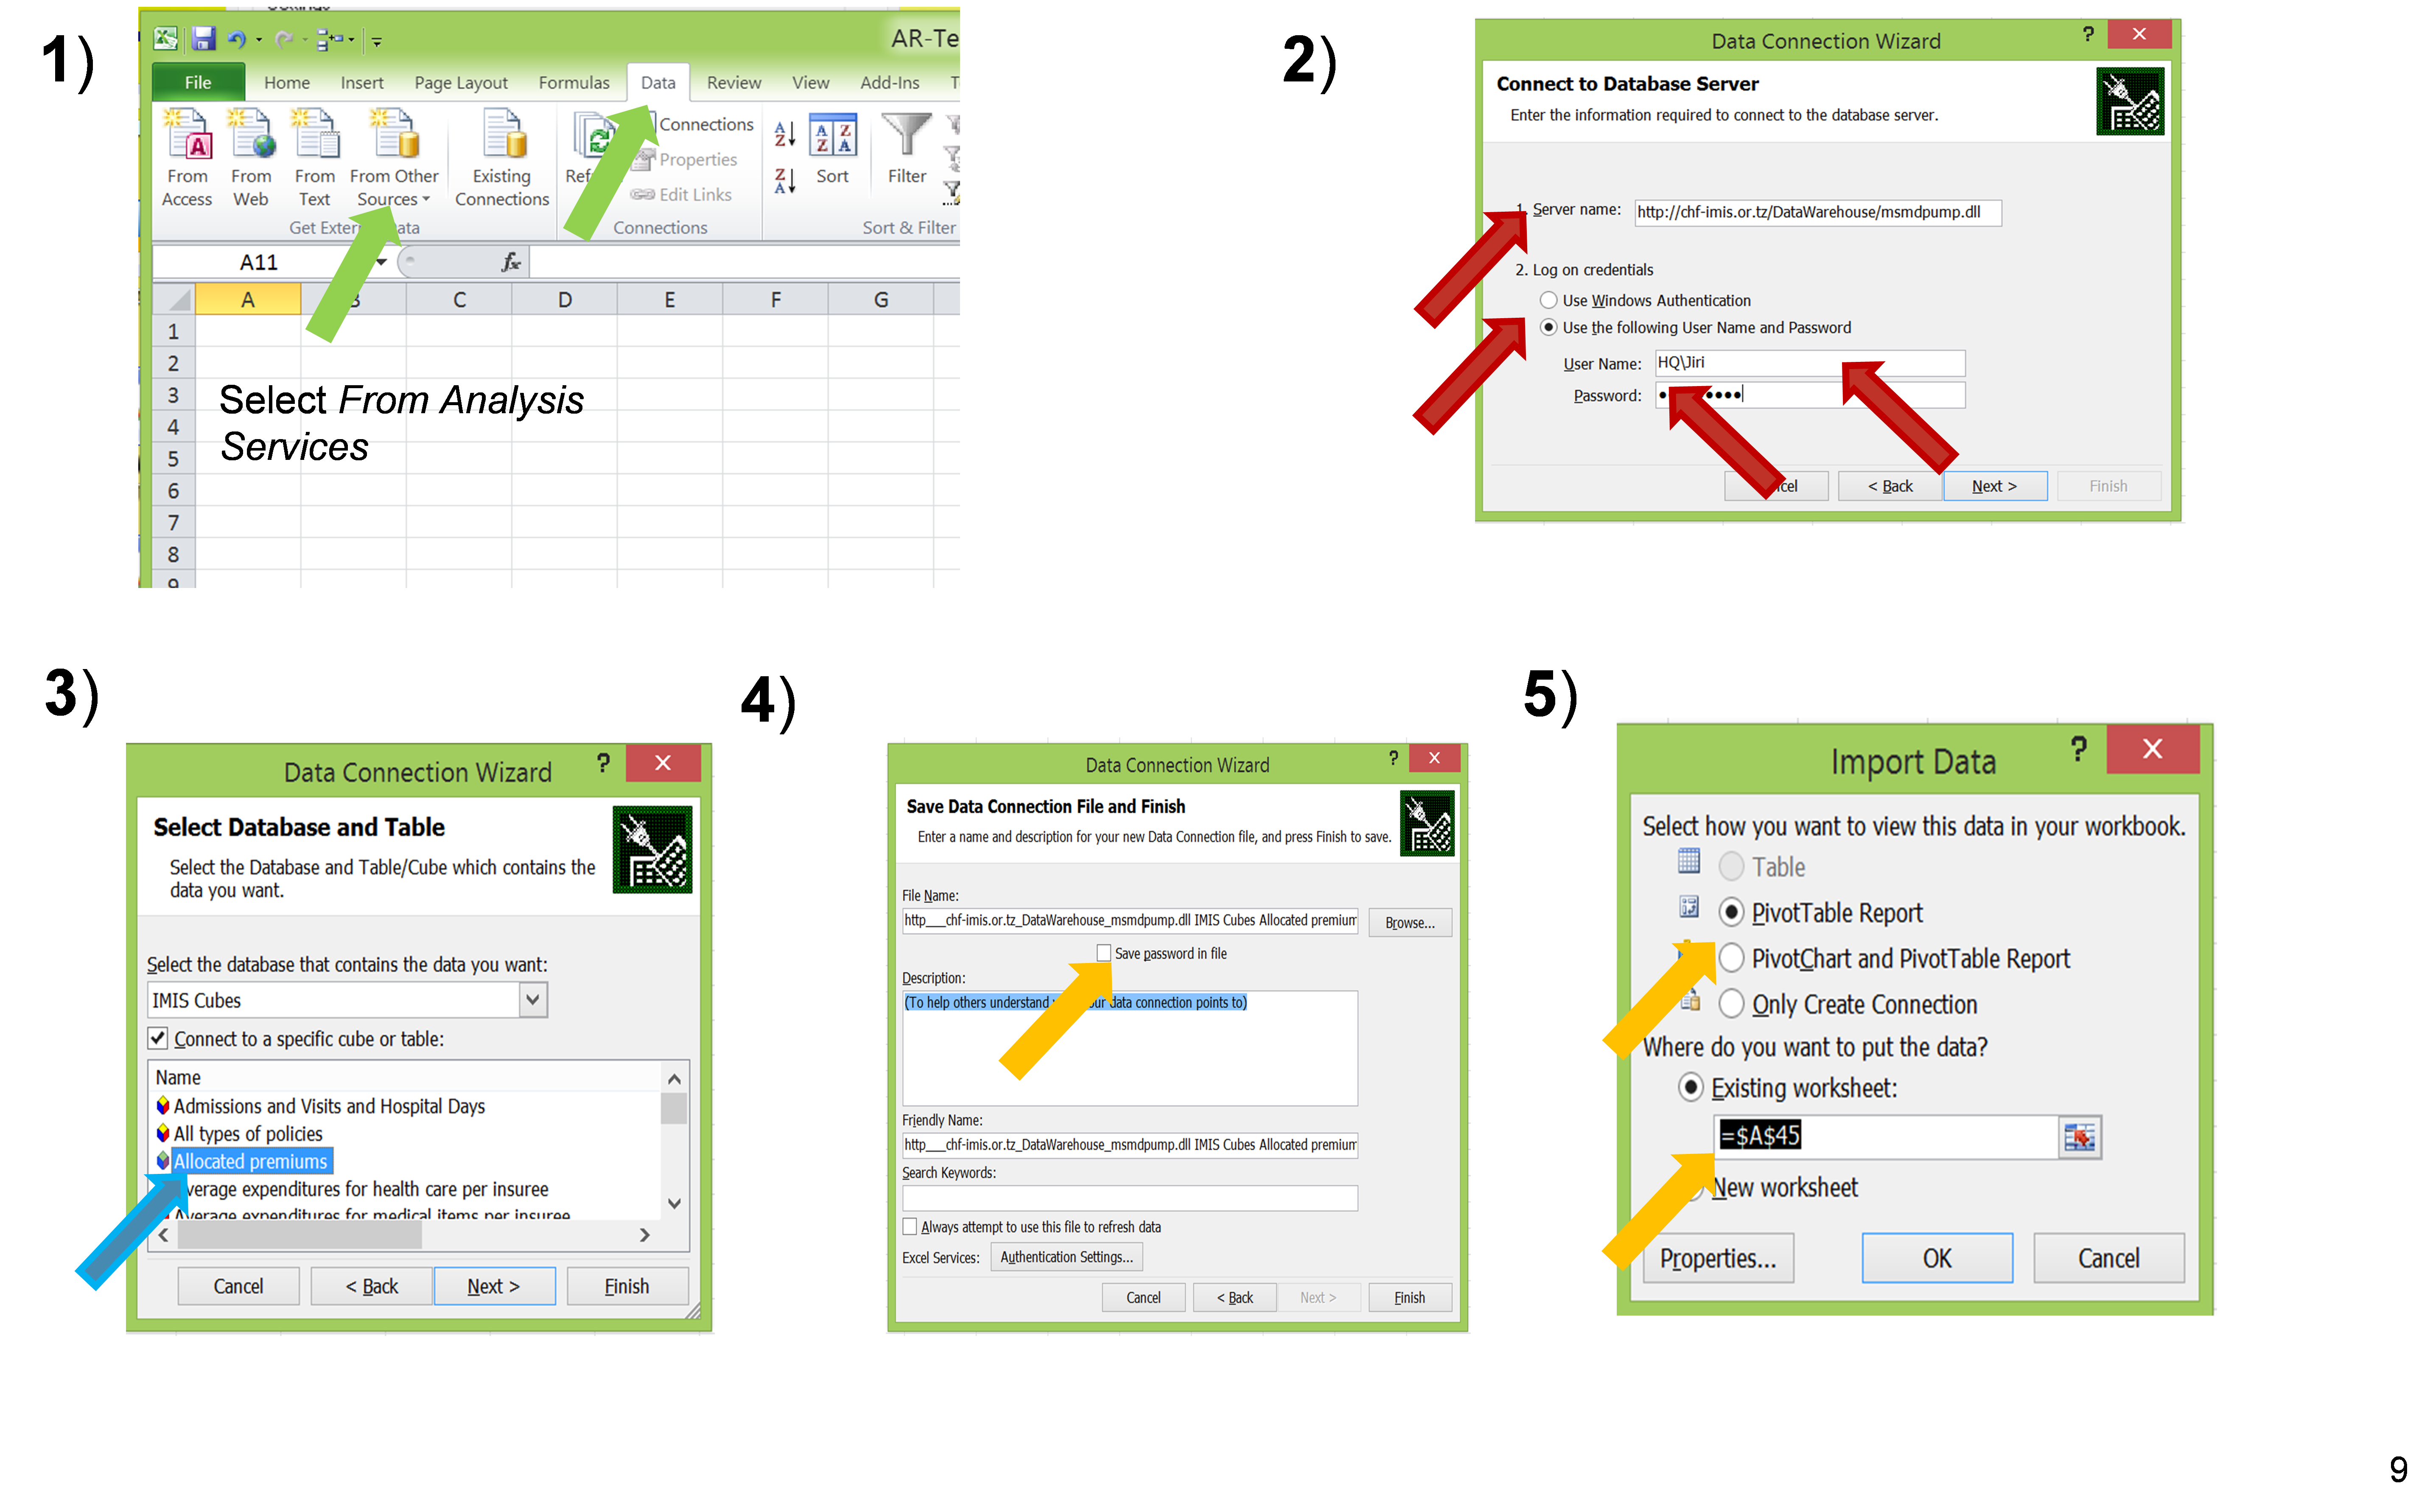 1)
AR-Te
File Home Insert Page Layout Formulas Data Review View Add-Ins
From Access
From Web
From Text
From Other Sources
Existing Connections
Connections
Properties
Edit Links
A Z
Z A
A Z Z A
Sort
Filter
Connections
Sort & Filter
A11
fx
A
C D E F G
1
2
3
4
5
6
7
8
9
Select From Analysis
Services
2)
Data Connection Wizard
? X
Connect to Database Server
Enter the information required to connect to the database server.
1. Server name: http://chf-imis.or.tz/DataWarehouse/msmdpump.dll
2. Log on credentials
Use Windows Authentication
Use the following User Name and Password
User Name: HQ\Jiri
Password:
< Back Next > Finish
3)
Data Connection Wizard
? X
Select Database and Table
Select the Database and Table/Cube which contains the
data you want.
Select the database that contains the data you want:
IMIS Cubes
Connect to a specific cube or table:
Name
Admissions and Visits and Hospital Days
All types of policies
Allocated premiums
expenditures for health care per insuree
Average expenditures for medical items per insuree
Cancel < Back Next > Finish
4)
Data Connection Wizard
? X
Save Data Connection File and Finish
Enter a name and description for your new Data Connection file, and press Finish to save.
File Name:
http___chf-imis.or.tz_DataWarehouse_msmdpump.dll IMIS Cubes Allocated premium
Browse...
Save password in file
Description:
(To help others understand data connection points to)
Friendly Name:
http___chf-imis.or.tz_DataWarehouse_msmdpump.dll IMIS Cubes Allocated premium
Search Keywords:
Always attempt to use this file to refresh data
Excel Services: Authentication Settings...
Cancel < Back Next > Finish
5)
Import Data
? X
Select how you want to view this data in your workbook.
Table
PivotTable Report
PivotChart and PivotTable Report
Only Create Connection
Where do you want to put the data?
Existing worksheet:
=$A$45
New worksheet
Properties... OK Cancel
9